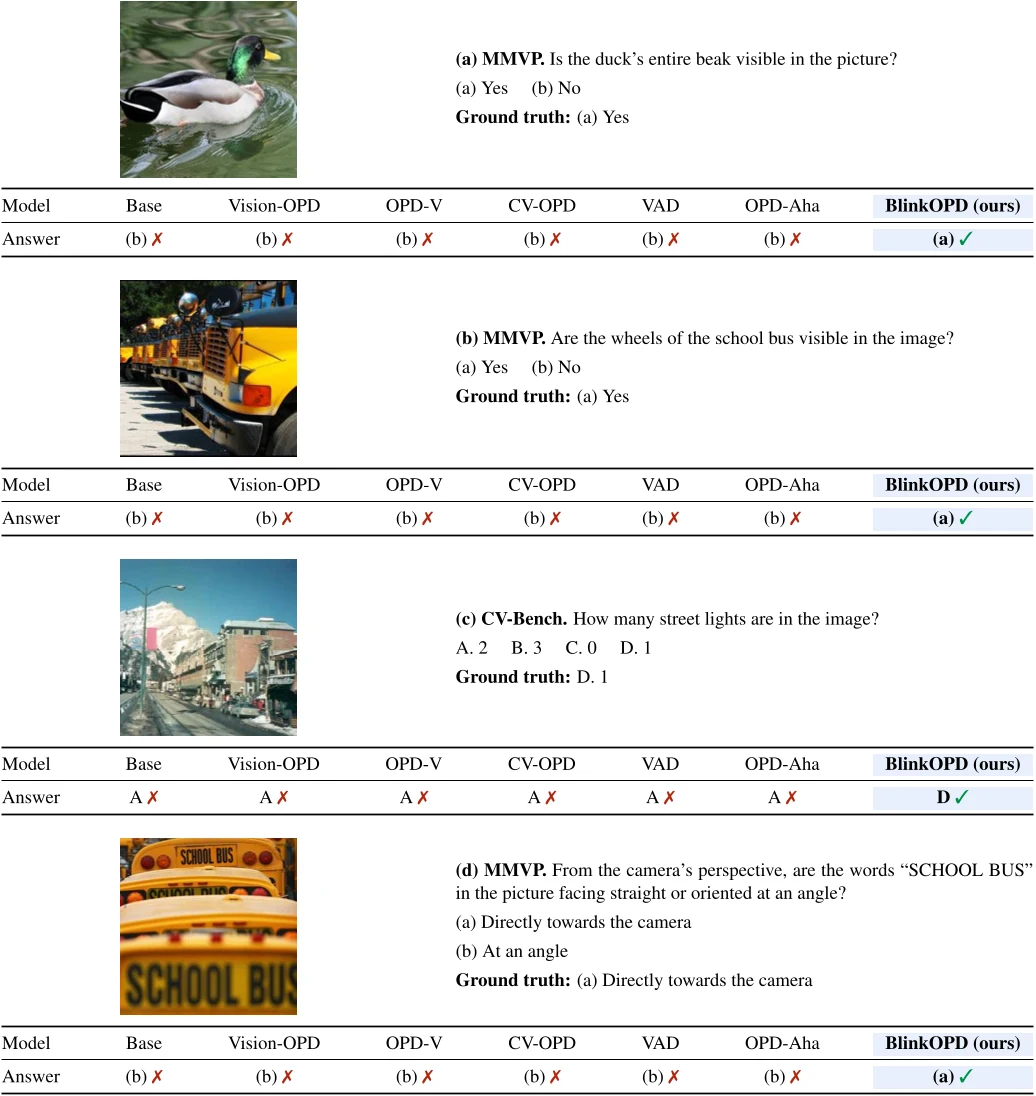 (a) MMVP. Is the duck's entire beak visible in the picture?
(a) Yes (b) No
Ground truth: (a) Yes
Model Base Vision-OPD OPD-V CV-OPD VAD OPD-Aha BlinkOPD (ours)
Answer (b) ✗ (b) ✗ (b) ✗ (b) ✗ (b) ✗ (b) ✗ (a) ✓
(b) MMVP. Are the wheels of the school bus visible in the image?
(a) Yes (b) No
Ground truth: (a) Yes
Model Base Vision-OPD OPD-V CV-OPD VAD OPD-Aha BlinkOPD (ours)
Answer (b) ✗ (b) ✗ (b) ✗ (b) ✗ (b) ✗ (b) ✗ (a) ✓
(c) CV-Bench. How many street lights are in the image?
A. 2 B. 3 C. 0 D. 1
Ground truth: D. 1
Model Base Vision-OPD OPD-V CV-OPD VAD OPD-Aha BlinkOPD (ours)
Answer A ✗ A ✗ A ✗ A ✗ A ✗ A ✗ D ✓
SCHOOL BUS
SCHOOL BUS
SCHOOL BUS
(d) MMVP. From the camera's perspective, are the words “SCHOOL BUS”
in the picture facing straight or oriented at an angle?
(a) Directly towards the camera
(b) At an angle
Ground truth: (a) Directly towards the camera
Model Base Vision-OPD OPD-V CV-OPD VAD OPD-Aha BlinkOPD (ours)
Answer (b) ✗ (b) ✗ (b) ✗ (b) ✗ (b) ✗ (b) ✗ (a) ✓